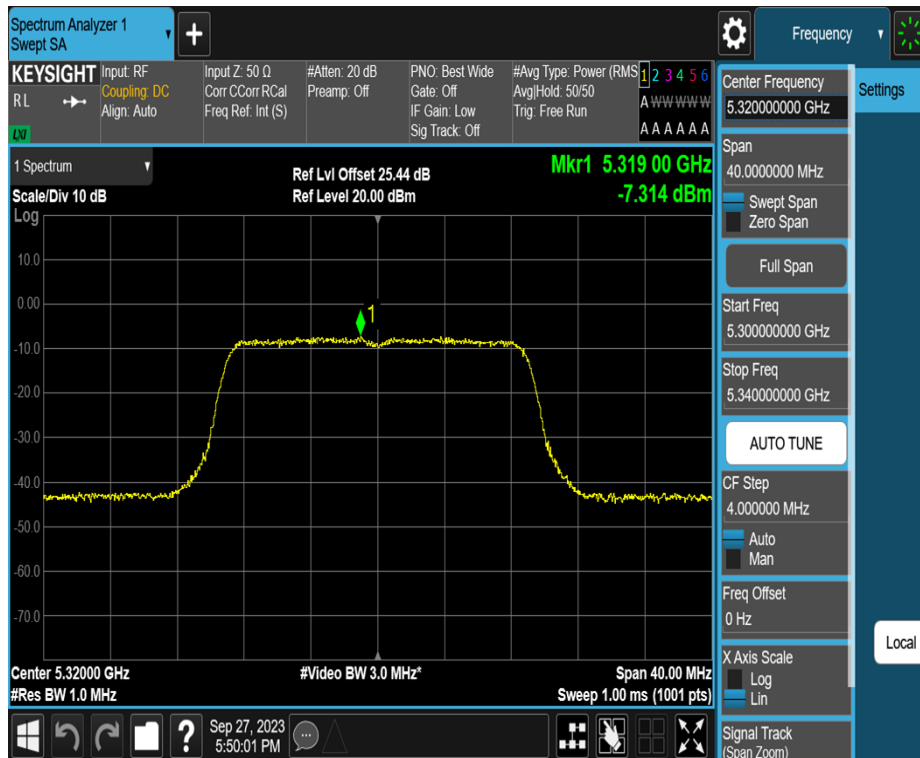 Spectrum Analyzer 1
Swept SA
+
Frequency
KEYSIGHT
RL
LXI
Input: RF
Coupling: DC
Align: Auto
Input Z: 50 Ω
Corr CCorr RCal
Freq Ref: Int (S)
#Atten: 20 dB
Preamp: Off
PNO: Best Wide
Gate: Off
IF Gain: Low
Sig Track: Off
#Avg Type: Power (RMS
Avg|Hold: 50/50
Trig: Free Run
1 2 3 4 5 6
A W W W W W
A A A A A A
1 Spectrum
Scale/Div 10 dB
Log
Ref Lvl Offset 25.44 dB
Ref Level 20.00 dBm
Mkr1 5.319 00 GHz
-7.314 dBm
10.0
0.00
-10.0
-20.0
-30.0
-40.0
-50.0
-60.0
-70.0
1
Center 5.32000 GHz
#Res BW 1.0 MHz
#Video BW 3.0 MHz*
Span 40.00 MHz
Sweep 1.00 ms (1001 pts)
?
Sep 27, 2023
5:50:01 PM
Center Frequency
5.320000000 GHz
Span
40.0000000 MHz
Swept Span
Zero Span
Full Span
Start Freq
5.300000000 GHz
Stop Freq
5.340000000 GHz
AUTO TUNE
CF Step
4.000000 MHz
Auto
Man
Freq Offset
0 Hz
X Axis Scale
Log
Lin
Signal Track
(Span Zoom)
Settings
Local